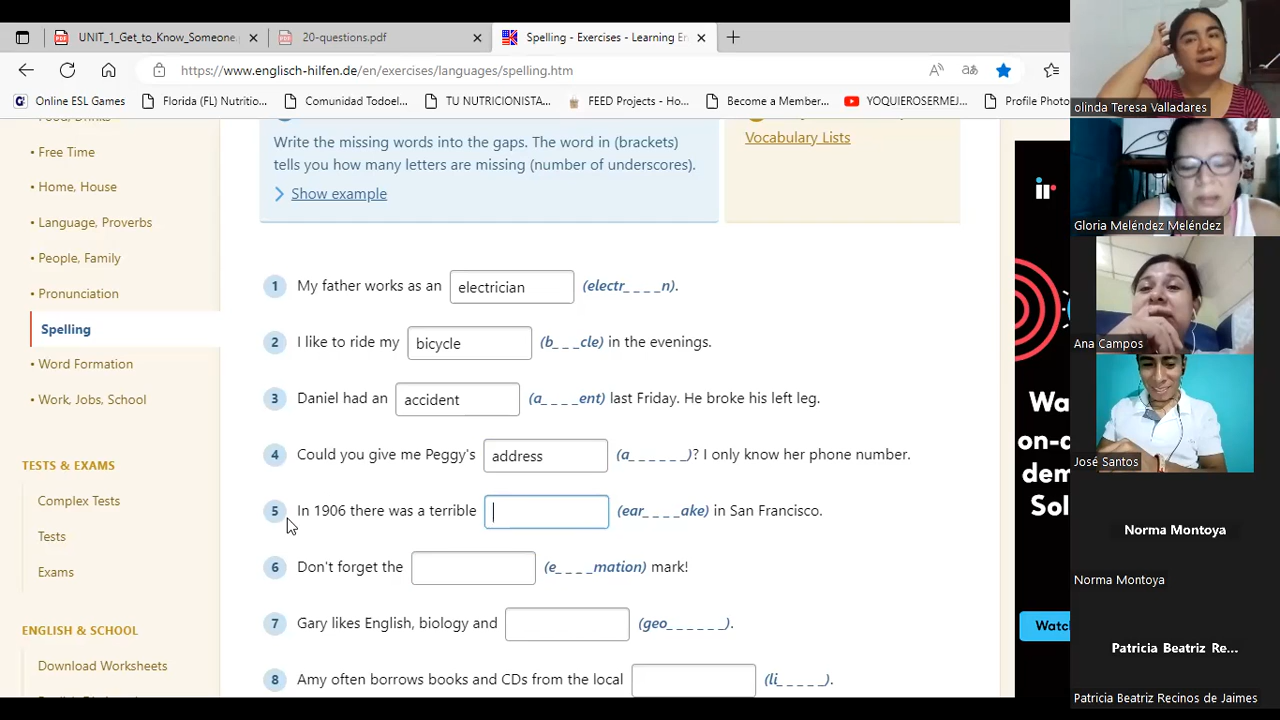 UNIT_1_Get_to_Know_Someone.
20-questions.pdf
Spelling - Exercises - Learning En
https://www.englisch-hilfen.de/en/exercises/languages/spelling.htm
Online ESL Games
Florida (FL) Nutritio...
Comunidad Todoel...
TU NUTRICIONISTA...
FEED Projects - Ho...
Become a Member...
YOQUIEROSERMEJ...
Profile Photo
Food, Drinks
• Free Time
• Home, House
• Language, Proverbs
• People, Family
• Pronunciation
Spelling
• Word Formation
• Work, Jobs, School
TESTS & EXAMS
Complex Tests
Tests
Exams
ENGLISH & SCHOOL
Download Worksheets
Write the missing words into the gaps. The word in (brackets)
tells you how many letters are missing (number of underscores).
Show example
Vocabulary Lists
1 My father works as an electrician (electr_ _ _ _n).
2 I like to ride my bicycle (b_ _ _cle) in the evenings.
3 Daniel had an accident (a_ _ _ _ent) last Friday. He broke his left leg.
4 Could you give me Peggy's address (a_ _ _ _ _ _)? I only know her phone number.
5 In 1906 there was a terrible (ear_ _ _ _ake) in San Francisco.
6 Don't forget the (e_ _ _ _mation) mark!
7 Gary likes English, biology and (geo_ _ _ _ _ _).
8 Amy often borrows books and CDs from the local (li_ _ _ _ _).
Wa
on-d
dem
So
Watc
olinda Teresa Valladares
Gloria Meléndez Meléndez
Ana Campos
José Santos
Norma Montoya
Norma Montoya
Patricia Beatriz Re...
Patricia Beatriz Recinos de Jaimes